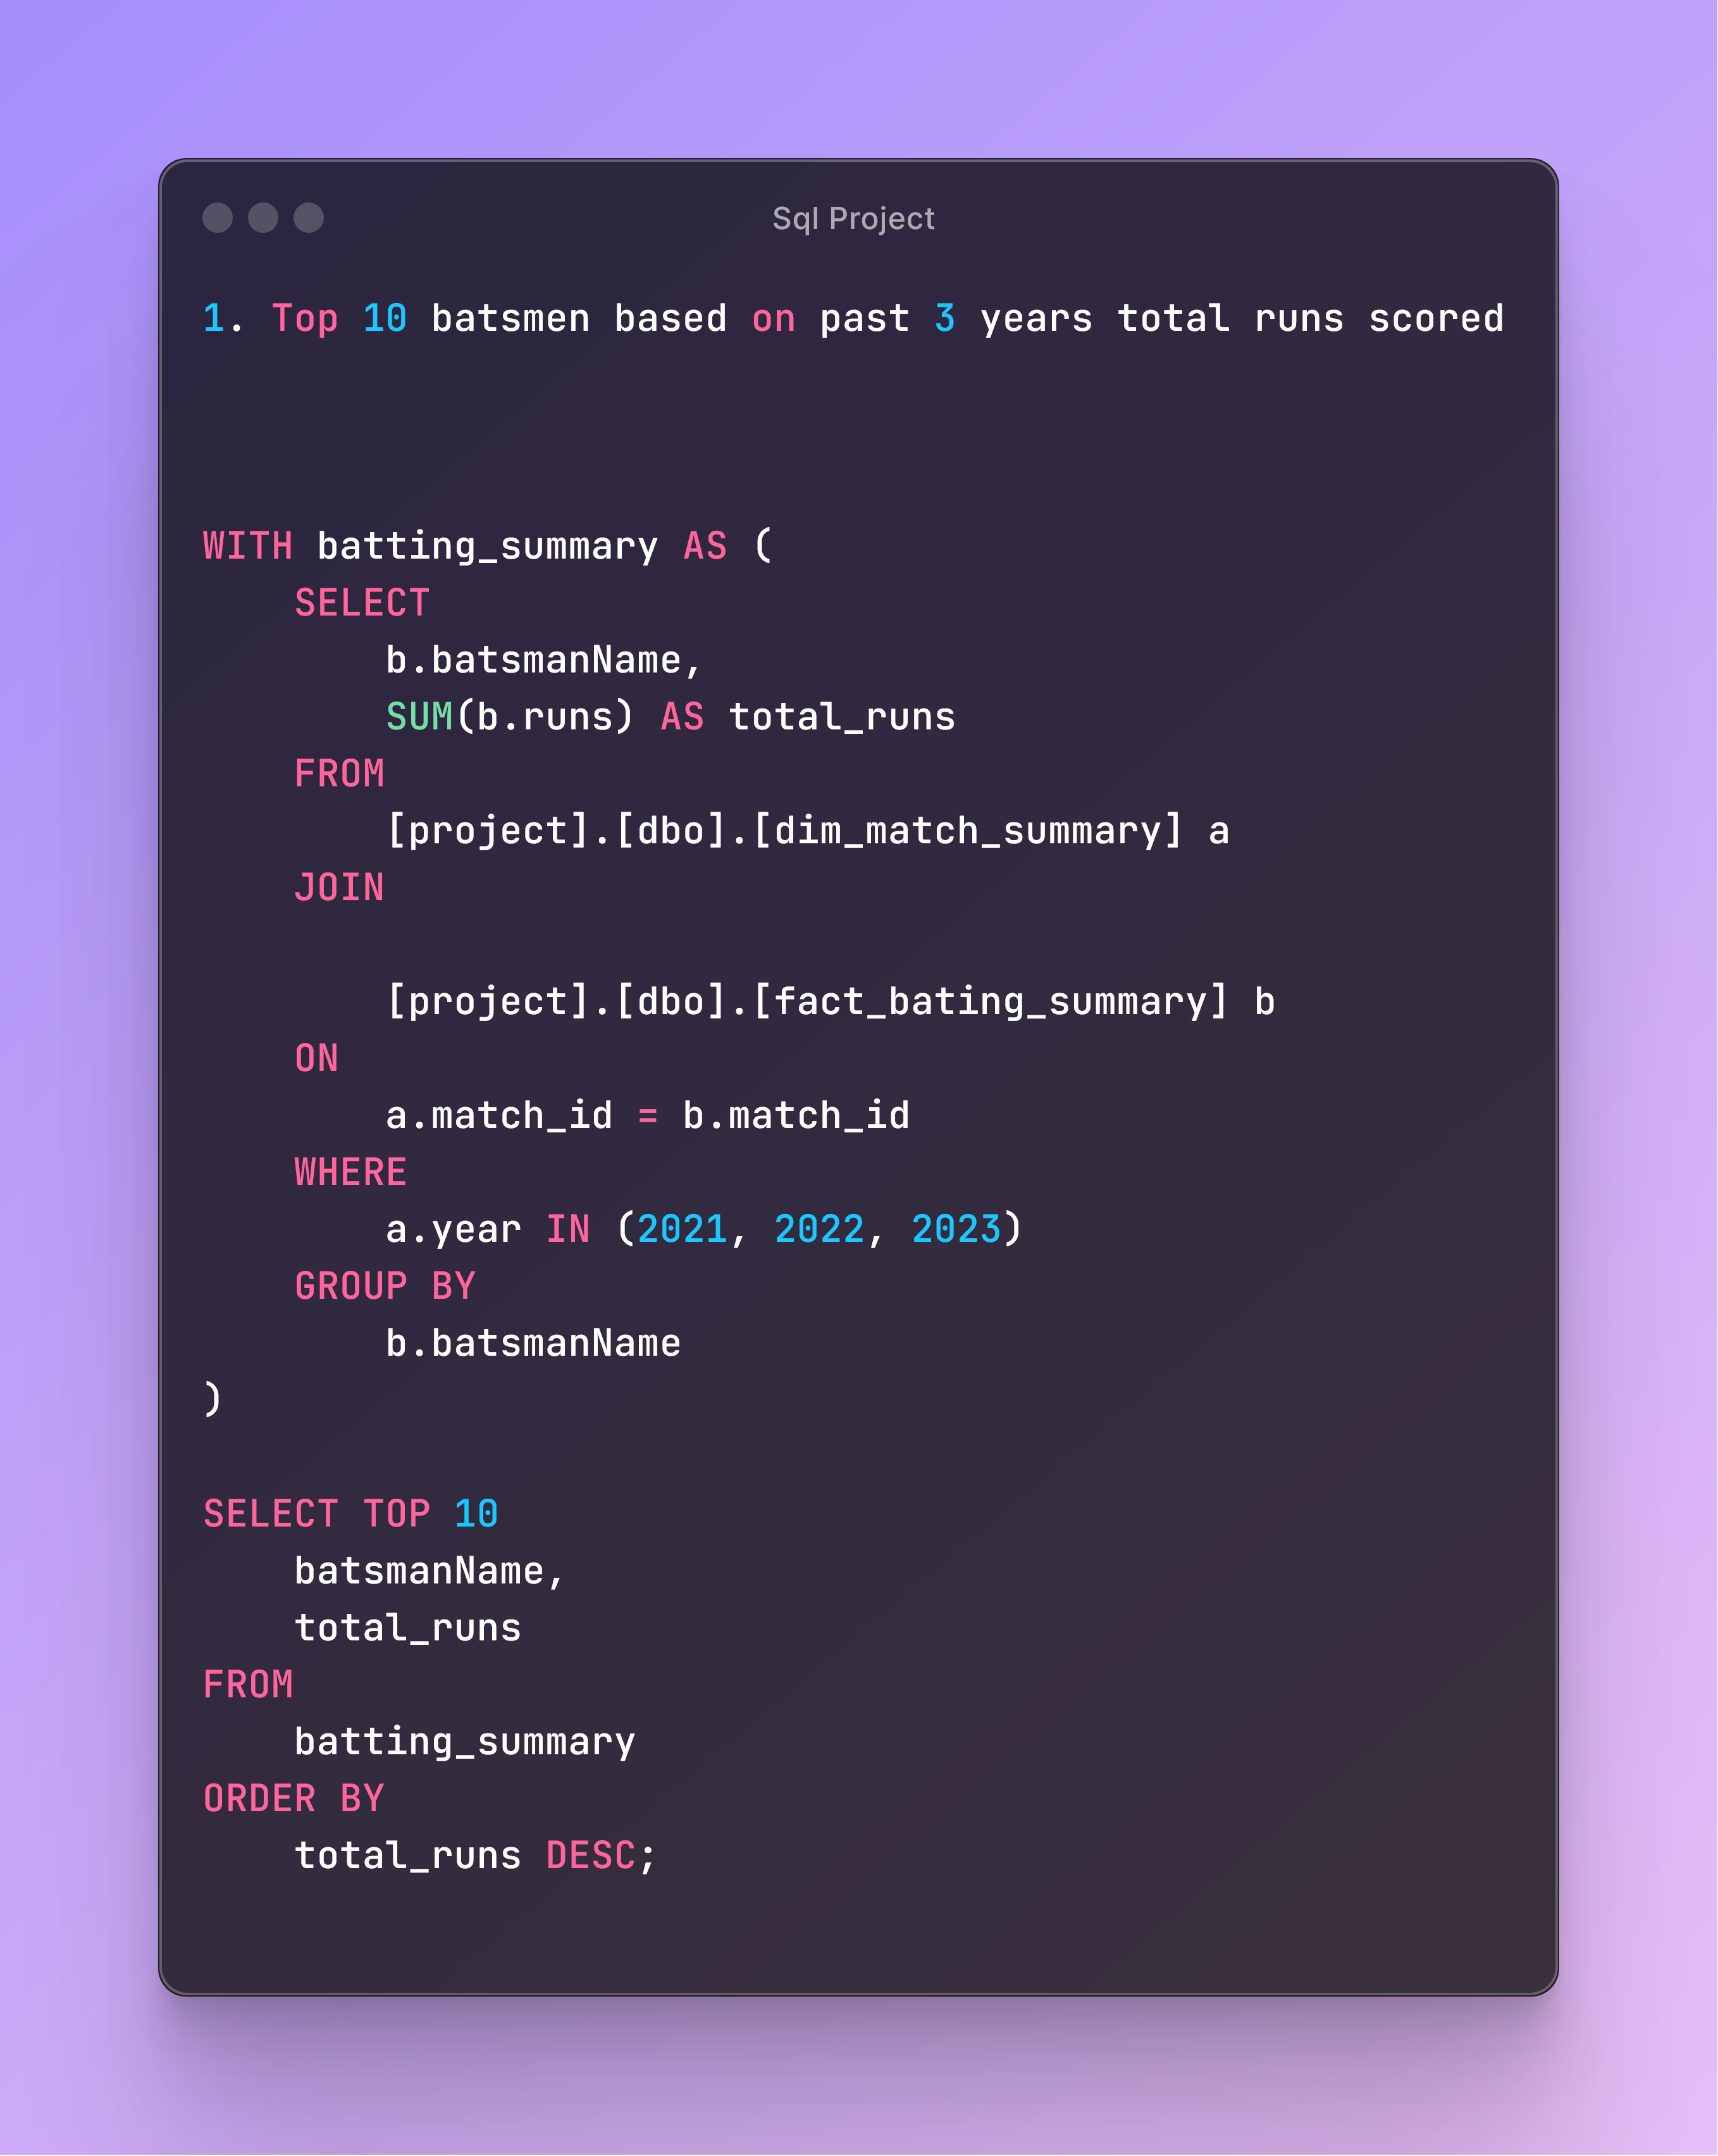 Sql Project
1. Top 10 batsmen based on past 3 years total runs scored
WITH batting_summary AS (
    SELECT
        b.batsmanName,
        SUM(b.runs) AS total_runs
    FROM
        [project].[dbo].[dim_match_summary] a
    JOIN
        [project].[dbo].[fact_bating_summary] b
    ON
        a.match_id = b.match_id
    WHERE
        a.year IN (2021, 2022, 2023)
    GROUP BY
        b.batsmanName
)
SELECT TOP 10
    batsmanName,
    total_runs
FROM
    batting_summary
ORDER BY
    total_runs DESC;